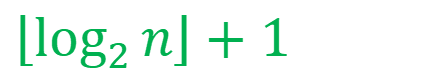 ⌊log₂ n⌋ + 1